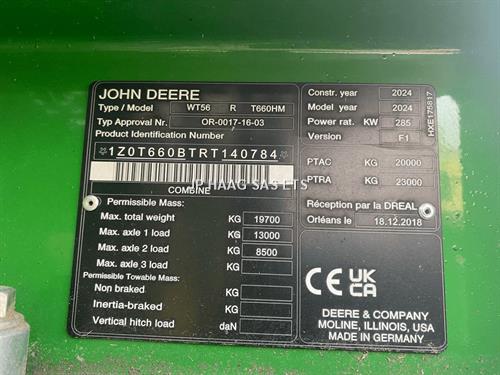 JOHN DEERE
Type / Model WT56 R T660HM
Typ Approval Nr. OR-0017-16-03
Product Identification Number
☆1Z0T660BTRT140784☆
COMBINE
JP HAAG SAS ETS
Permissible Mass:
Max. total weight KG 19700
Max. axle 1 load KG 13000
Max. axle 2 load KG 8500
Max. axle 3 load KG
Permissible Towable Mass:
Non braked KG
Inertia-braked KG
Vertical hitch load daN
Constr. year 2024
Model year 2024
Power rat. KW 285
Version F1
PTAC KG 20000
PTRA KG 23000
Réception par la DREAL
Orléans le 18.12.2018
HXE175817
CE UK CA
DEERE & COMPANY
MOLINE, ILLINOIS, USA
MADE IN GERMANY